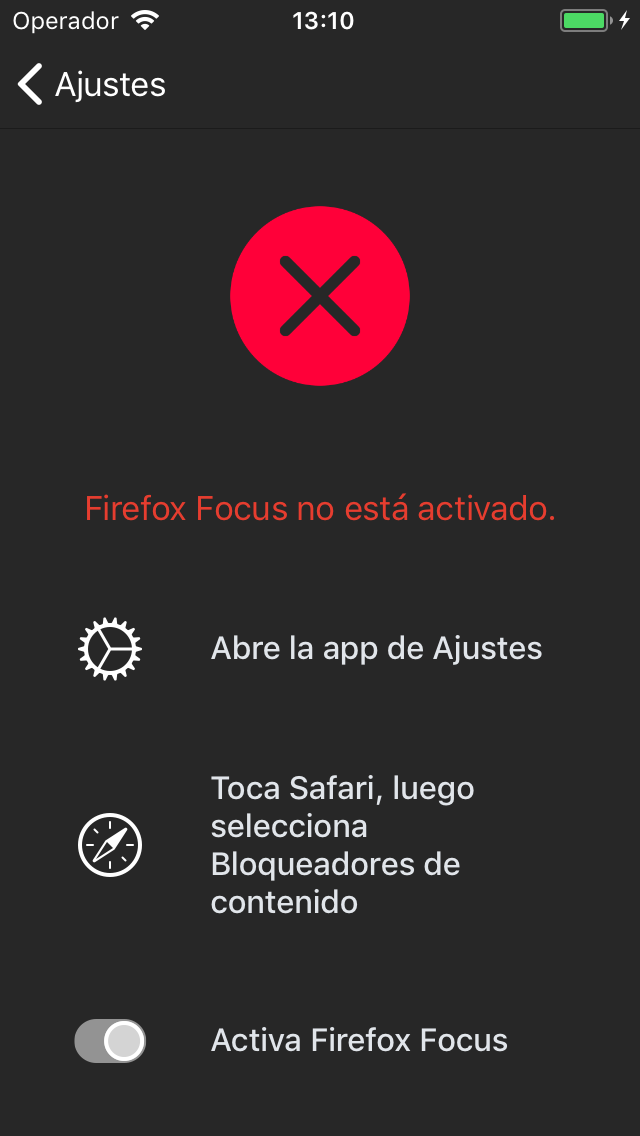 Operador
13:10
Ajustes
Firefox Focus no está activado.
Abre la app de Ajustes
Toca Safari, luego
selecciona
Bloqueadores de
contenido
Activa Firefox Focus